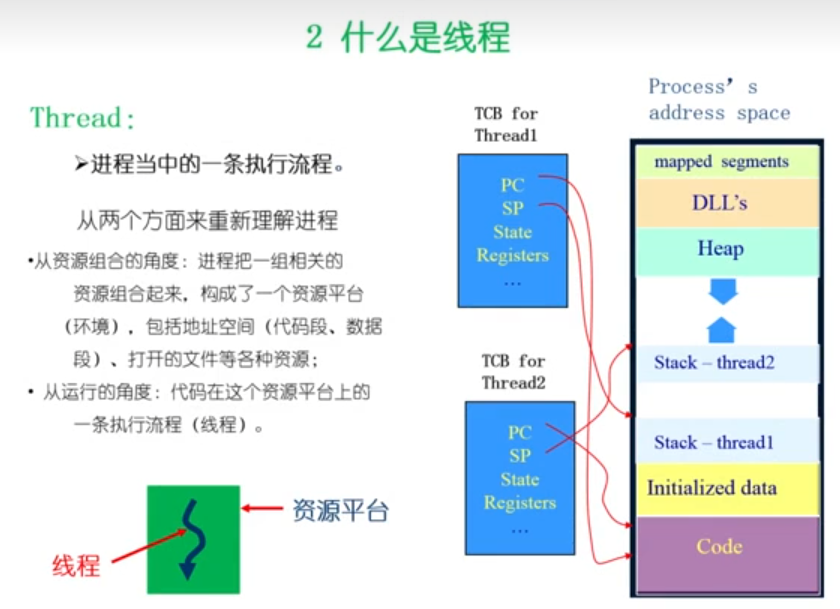 2 什么是线程
Thread:
➢进程当中的一条执行流程。
从两个方面来重新理解进程
•从资源组合的角度: 进程把一组相关的
资源组合起来, 构成了一个资源平台
(环境), 包括地址空间 (代码段、数据
段)、打开的文件等各种资源;
• 从运行的角度: 代码在这个资源平台上的
一条执行流程 (线程) 。
资源平台
线程
TCB for
Thread1
PC
SP
State
Registers
...
TCB for
Thread2
PC
SP
State
Registers
...
Process’s
address space
mapped segments
DLL’s
Heap
Stack – thread2
Stack – thread1
Initialized data
Code